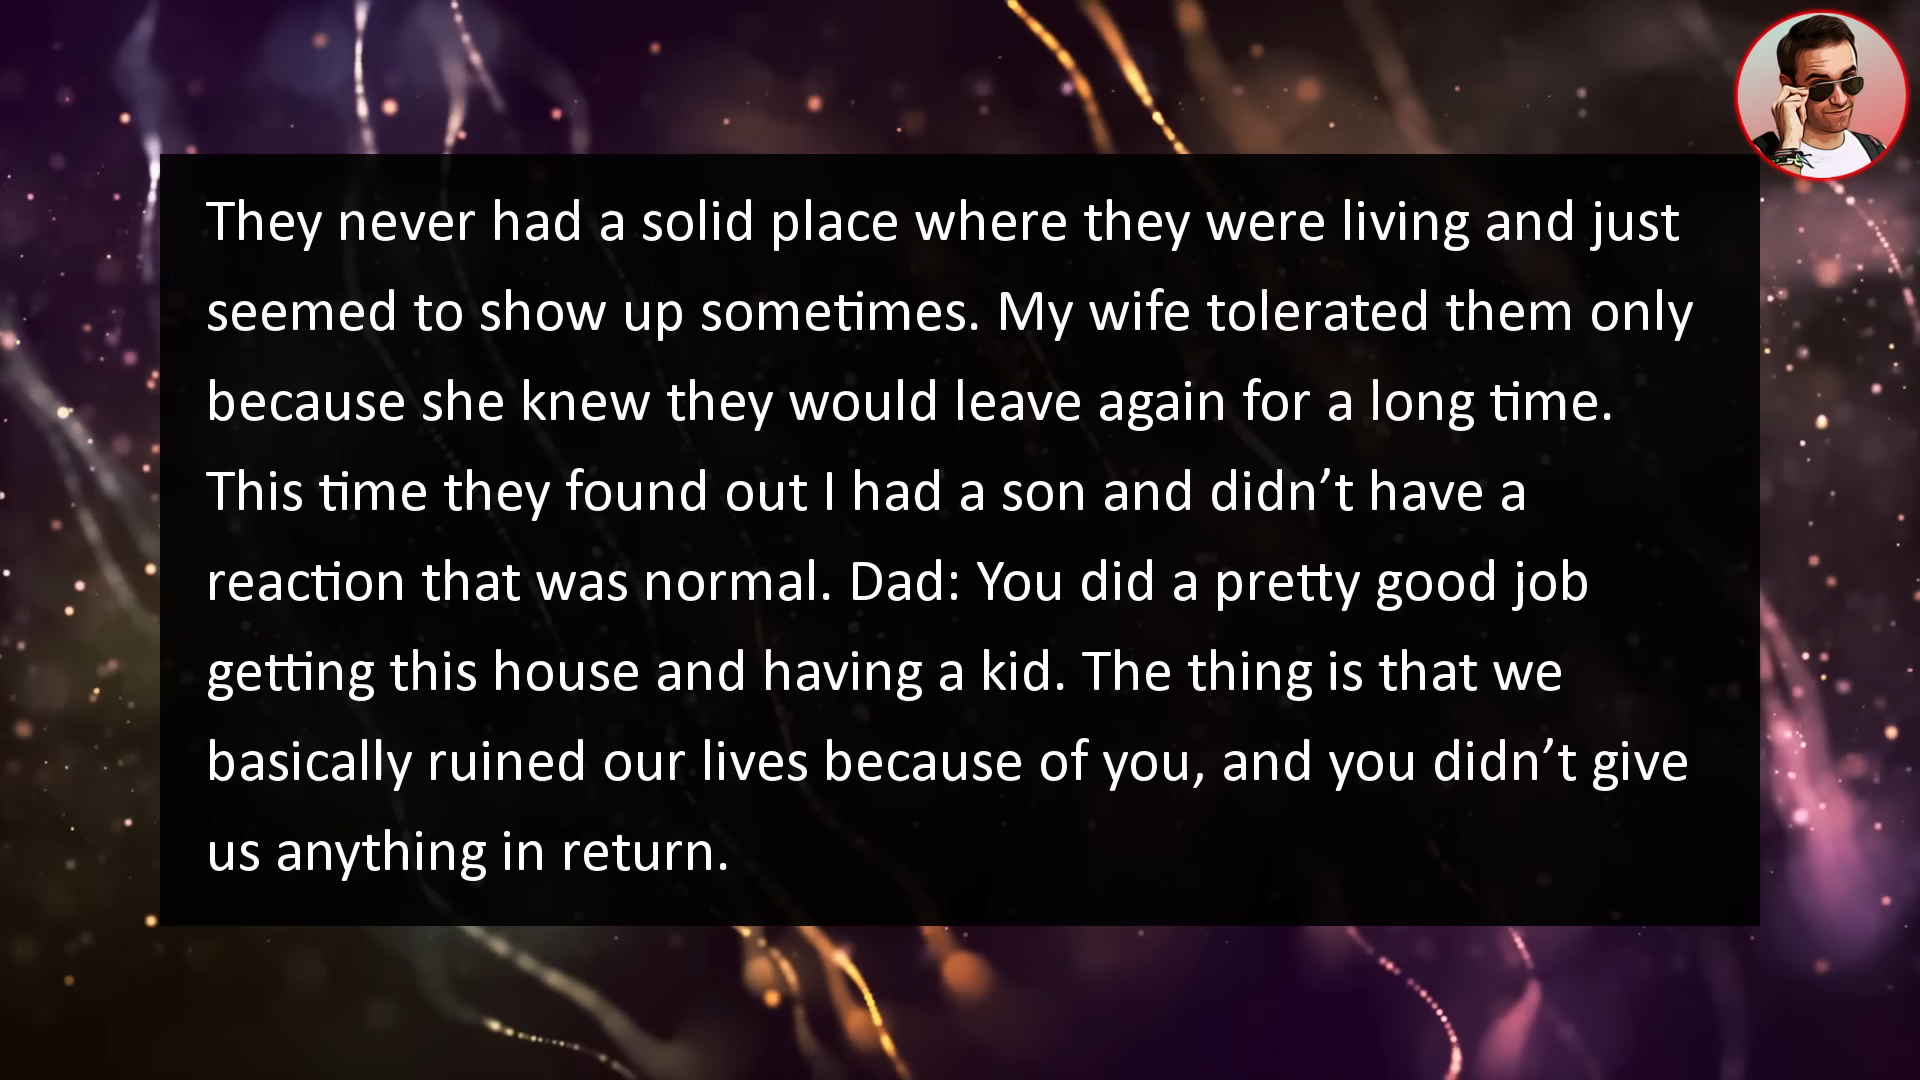 They never had a solid place where they were living and just
seemed to show up sometimes. My wife tolerated them only
because she knew they would leave again for a long time.
This time they found out I had a son and didn’t have a
reaction that was normal. Dad: You did a pretty good job
getting this house and having a kid. The thing is that we
basically ruined our lives because of you, and you didn’t give
us anything in return.